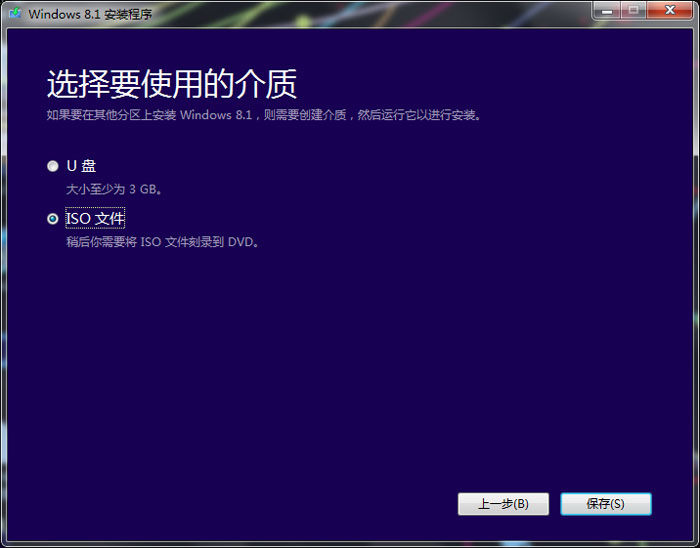 Windows 8.1 安装程序
选择要使用的介质
如果要在其他分区上安装 Windows 8.1，则需要创建介质，然后运行它以进行安装。
U 盘
大小至少为 3 GB。
ISO 文件
稍后你需要将 ISO 文件刻录到 DVD。
上一步(B)
保存(S)